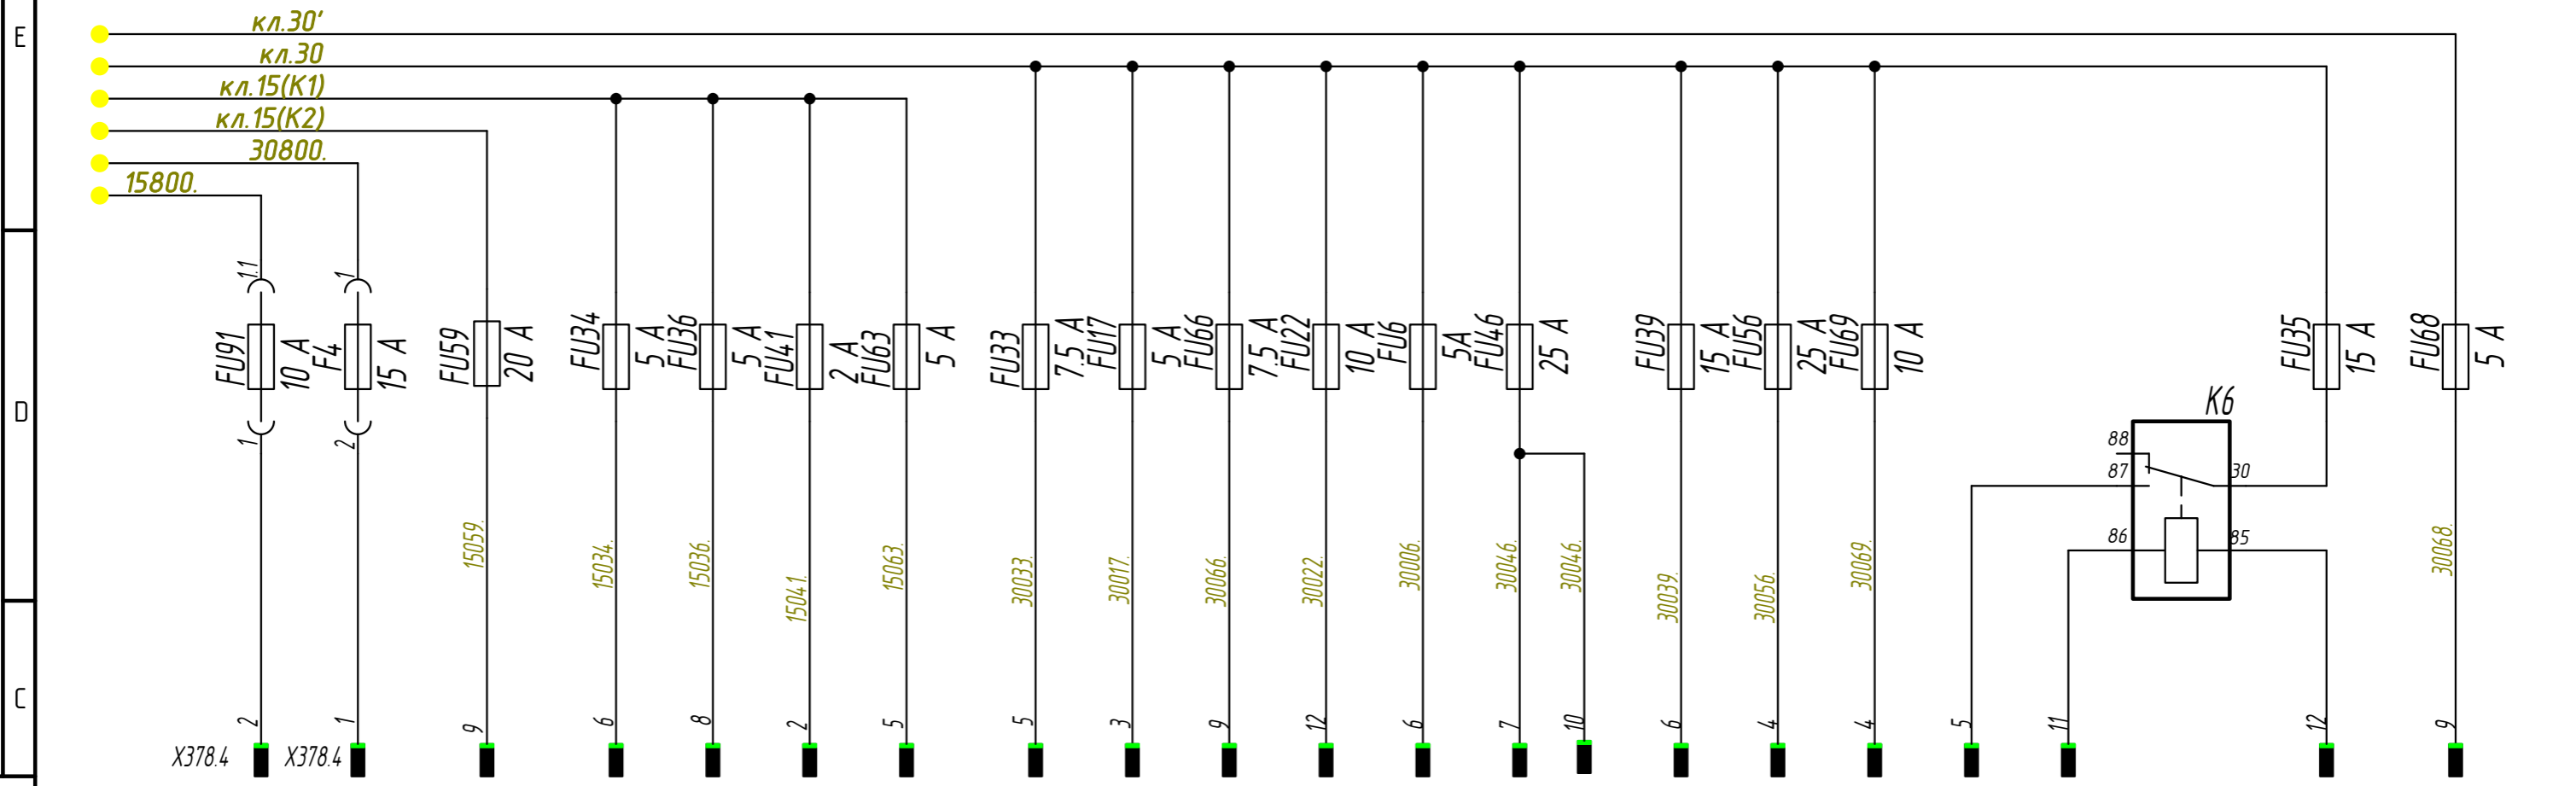 E
кл.30'
кл.30
кл.15(К1)
кл.15(К2)
30800.
15800.
1.1
1
FU91
10 A
F4
15 A
FU59
20 A
FU34
5 A
FU36
5 A
FU41
2 A
FU63
5 A
FU33
7.5 A
FU17
5 A
FU66
7.5 A
FU22
10 A
FU6
5A
FU46
25 A
FU39
15 A
FU56
25 A
FU69
10 A
FU35
15 A
FU68
5 A
D
1
2
K6
88
87
30
86
85
15059.
15034.
15036.
15041.
15063.
30033.
30017.
30066.
30022.
30006.
30046.
30046.
30039.
30056.
30069.
30068.
C
2
1
9
6
8
2
5
5
3
9
12
6
7
10
6
4
4
5
11
12
9
X378.4
X378.4